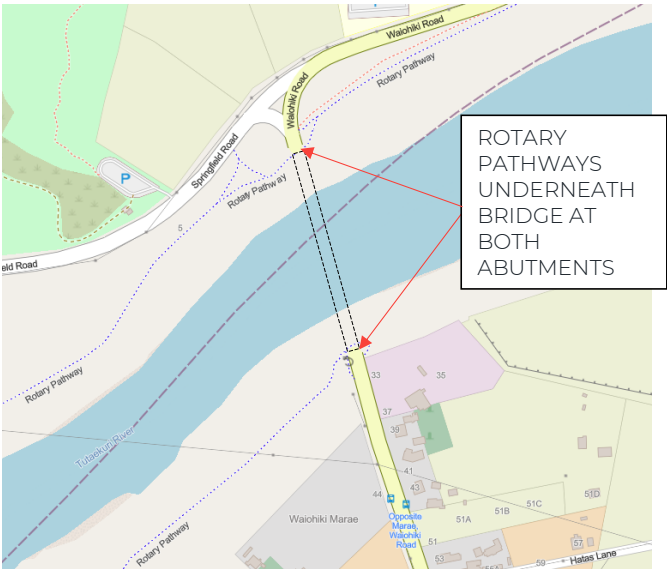 P
Waiohiki Road
Rotary Pathway
Waiohiki Road
Springfield Road
P
Rotary Pathway
5
eld Road
ROTARY
PATHWAYS
UNDERNEATH
BRIDGE AT
BOTH
ABUTMENTS
Rotary Pathway
Tutaekuri River
33
35
37
39
41
43
44
Opposite
Marae,
Waiohiki
Road
Waiohiki Marae
51A
51B
51C
51D
51
53
57
59
Hatas Lane
Rotary Pathway